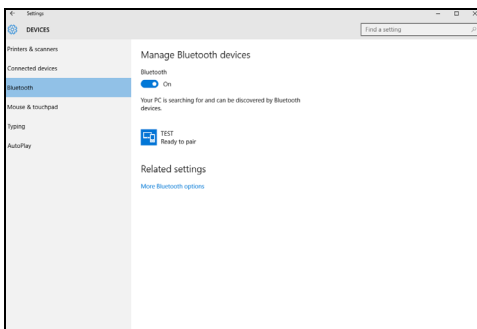 Settings
DEVICES
Find a setting
Printers & scanners
Connected devices
Bluetooth
Mouse & touchpad
Typing
AutoPlay
Manage Bluetooth devices
Bluetooth
On
Your PC is searching for and can be discovered by Bluetooth
devices.
TEST
Ready to pair
Related settings
More Bluetooth options